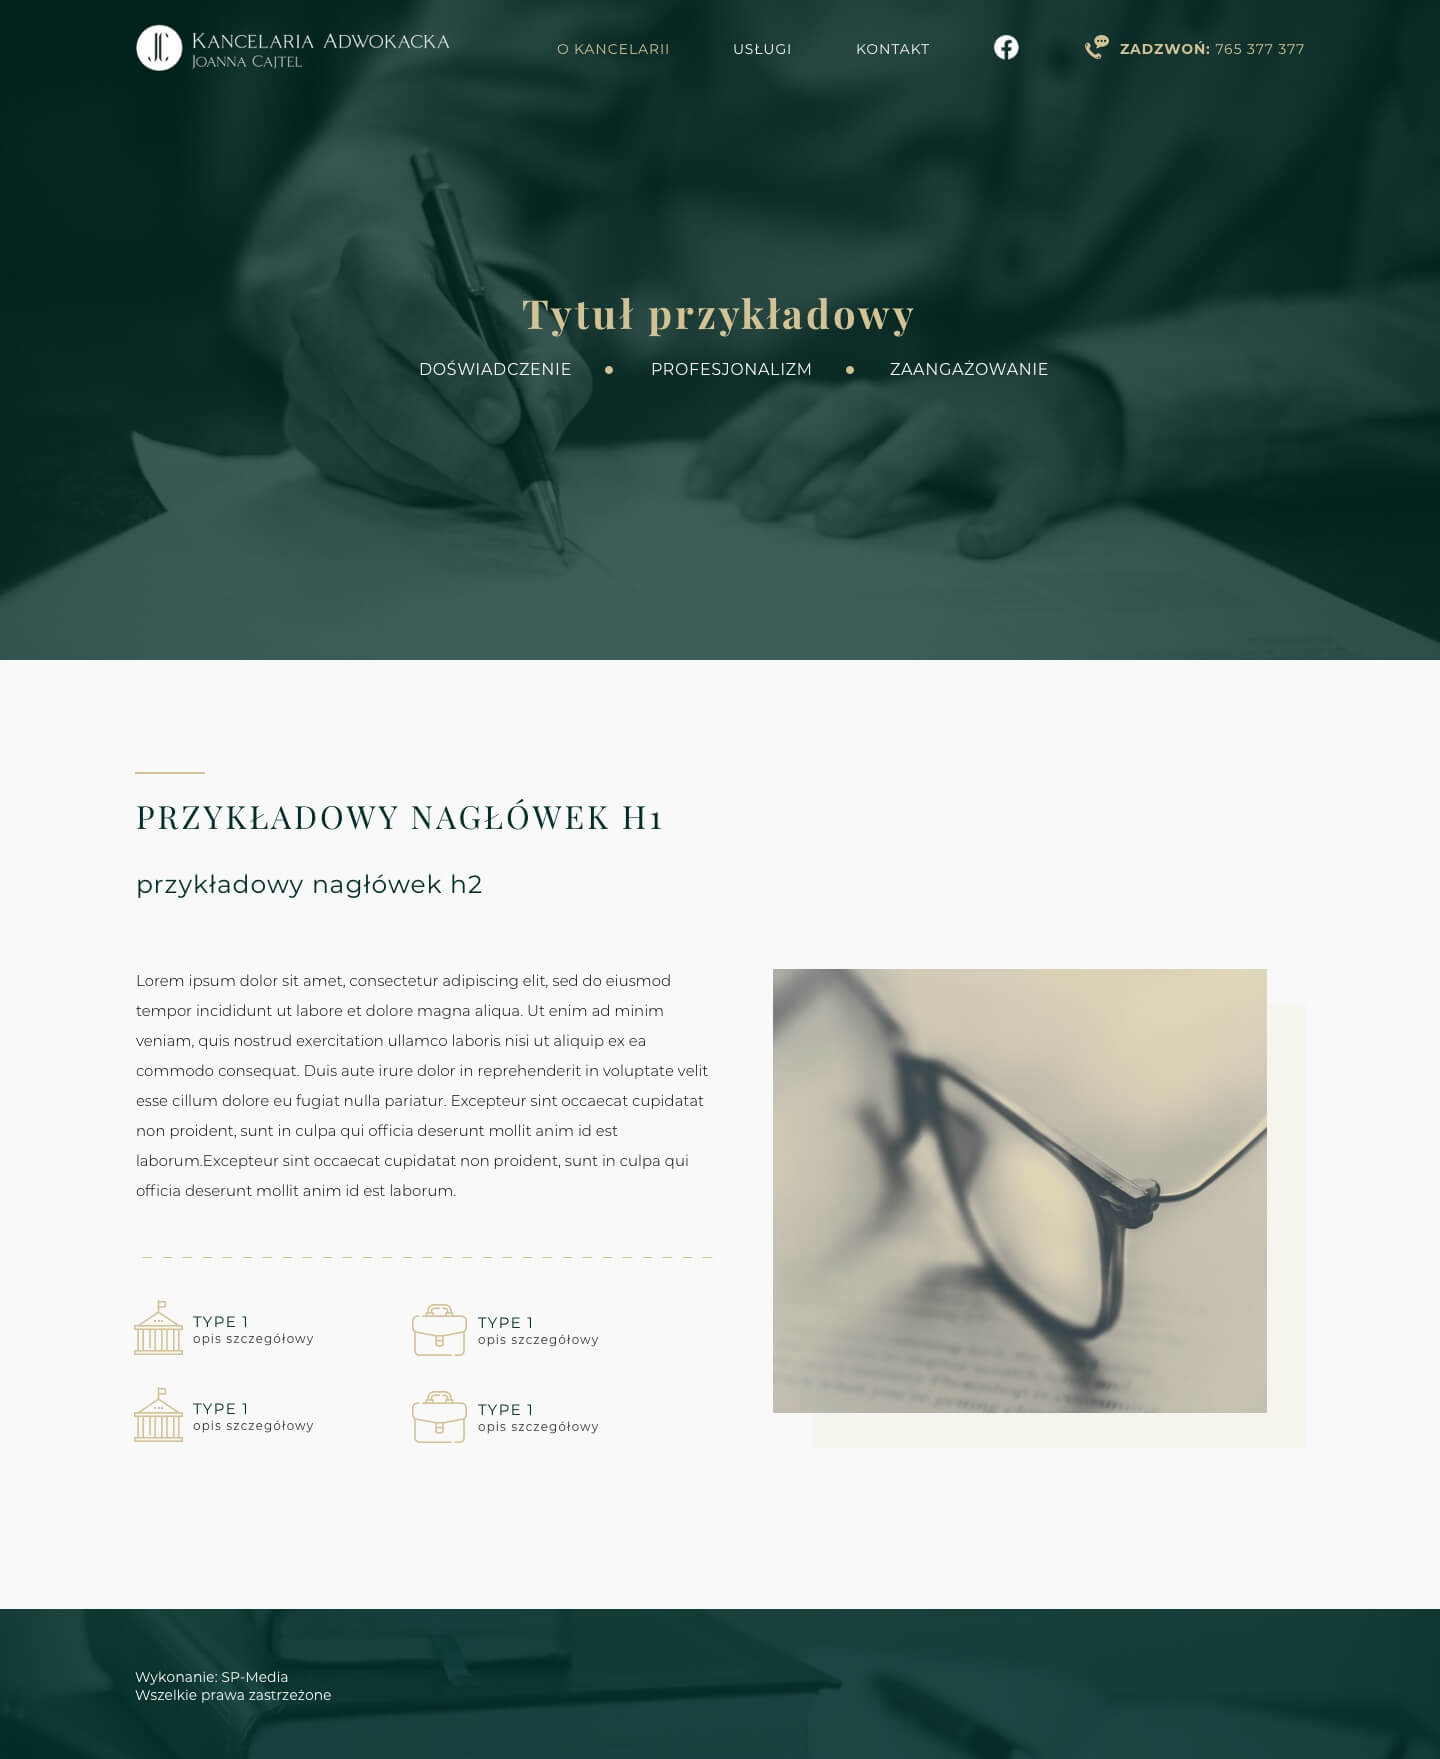 KANCELARIA ADWOKACKA
JOANNA CAJTEL
O KANCELARII
USŁUGI
KONTAKT
ZADZWOŃ: 765 377 377
Tytuł przykładowy
DOŚWIADCZENIE
PROFESJONALIZM
ZAANGAŻOWANIE
PRZYKŁADOWY NAGŁÓWEK H1
przykładowy nagłówek h2
Lorem ipsum dolor sit amet, consectetur adipiscing elit, sed do eiusmod
tempor incididunt ut labore et dolore magna aliqua. Ut enim ad minim
veniam, quis nostrud exercitation ullamco laboris nisi ut aliquip ex ea
commodo consequat. Duis aute irure dolor in reprehenderit in voluptate velit
esse cillum dolore eu fugiat nulla pariatur. Excepteur sint occaecat cupidatat
non proident, sunt in culpa qui officia deserunt mollit anim id est
laborum.Excepteur sint occaecat cupidatat non proident, sunt in culpa qui
officia deserunt mollit anim id est laborum.
TYPE 1
opis szczegółowy
TYPE 1
opis szczegółowy
TYPE 1
opis szczegółowy
TYPE 1
opis szczegółowy
Wykonanie: SP-Media
Wszelkie prawa zastrzeżone